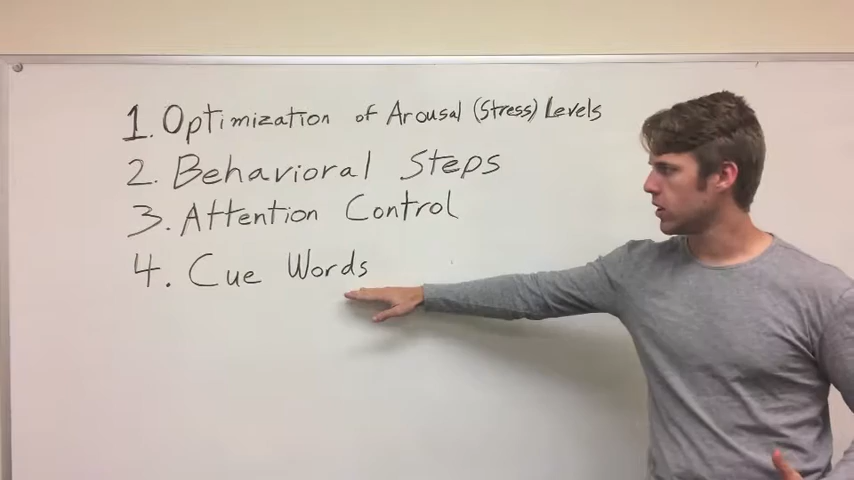 1. Optimization of Arousal (Stress) Levels
2. Behavioral Steps
3. Attention Control
4. Cue Words